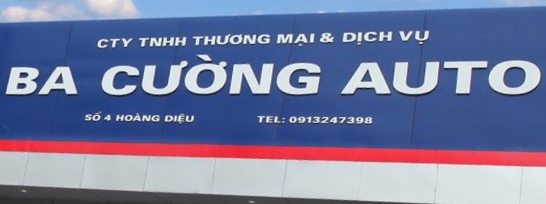 CTY TNHH THƯƠNG MẠI & DỊCH VỤ
BA CƯỜNG AUTO
SỐ 4 HOÀNG DIỆU TEL: 0913247398